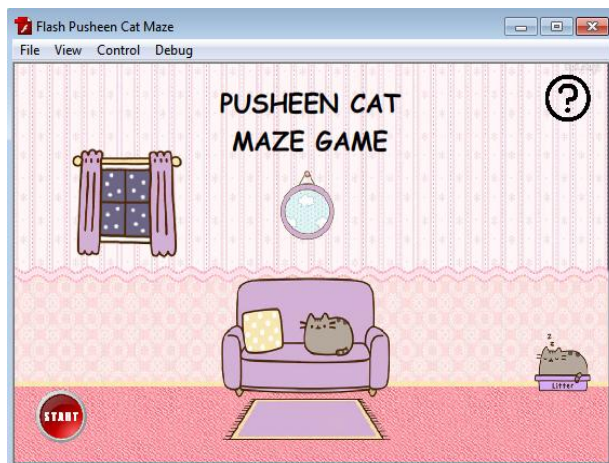 Flash Pusheen Cat Maze
File View Control Debug
PUSHEEN CAT
MAZE GAME
?
z
z
Litter
START